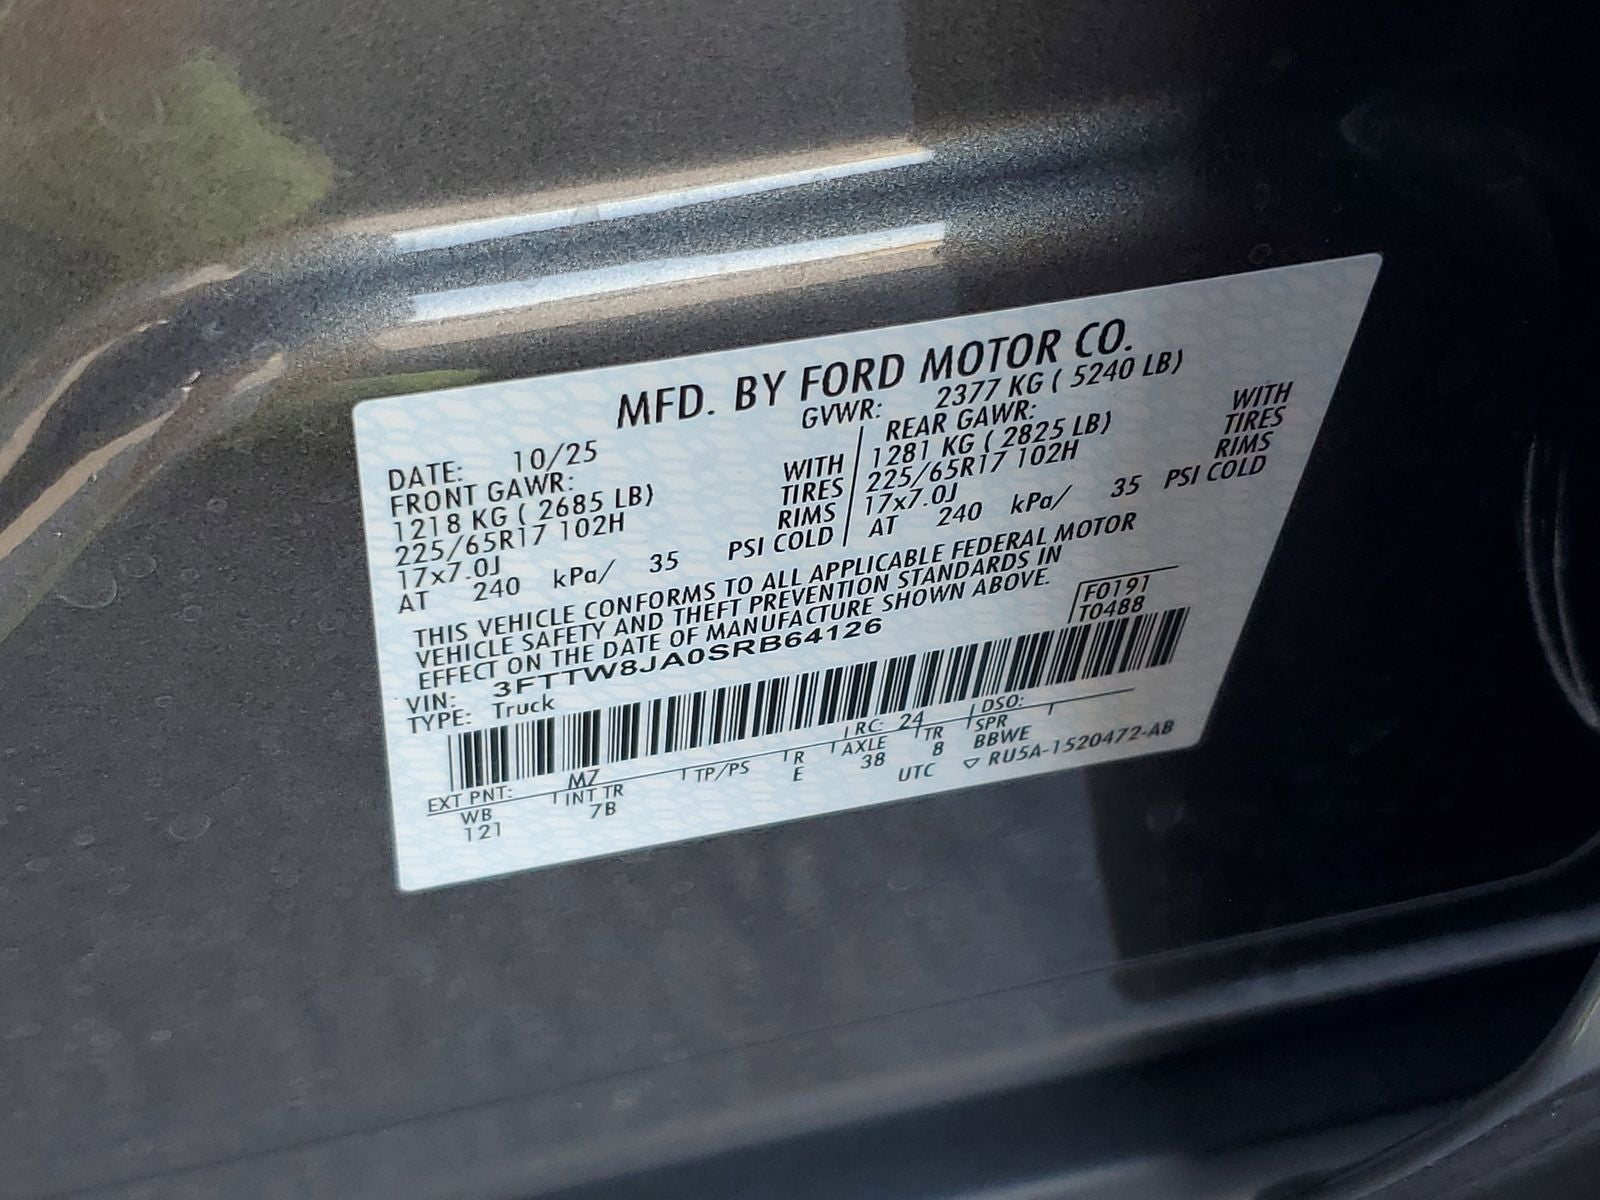 MFD. BY FORD MOTOR CO.
DATE: 10/25 GVWR: 2377 KG ( 5240 LB)
FRONT GAWR: REAR GAWR:
1218 KG ( 2685 LB) WITH 1281 KG ( 2825 LB) WITH
225/65R17 102H TIRES 225/65R17 102H TIRES
17x7.0J RIMS 17x7.0J RIMS
AT 240 kPa/ 35 PSI COLD AT 240 kPa/ 35 PSI COLD
THIS VEHICLE CONFORMS TO ALL APPLICABLE FEDERAL MOTOR
VEHICLE SAFETY AND THEFT PREVENTION STANDARDS IN
EFFECT ON THE DATE OF MANUFACTURE SHOWN ABOVE.
VIN: 3FTTW8JA0SRB64126 F0191
TYPE: Truck T0488
EXT PNT: M7 RC: 24 DSO:
WB INT TR TP/PS R AXLE TR SPR
121 7B E 38 8 BBWE
UTC ▽ RU5A-1520472-AB